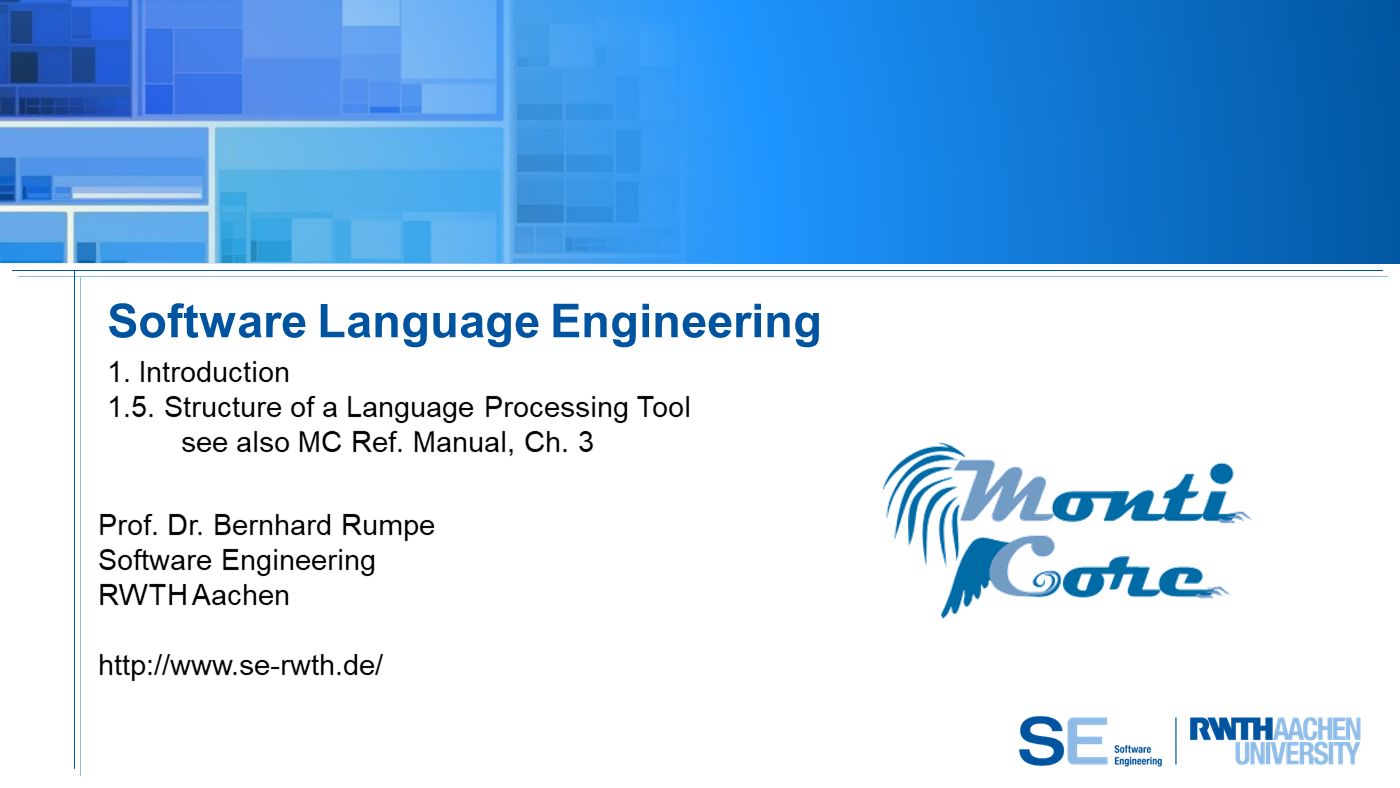 Software Language Engineering
1. Introduction
1.5. Structure of a Language Processing Tool
see also MC Ref. Manual, Ch. 3
Prof. Dr. Bernhard Rumpe
Software Engineering
RWTH Aachen
http://www.se-rwth.de/
Monti
Core
SE Software
Engineering
RWTHAACHEN
UNIVERSITY